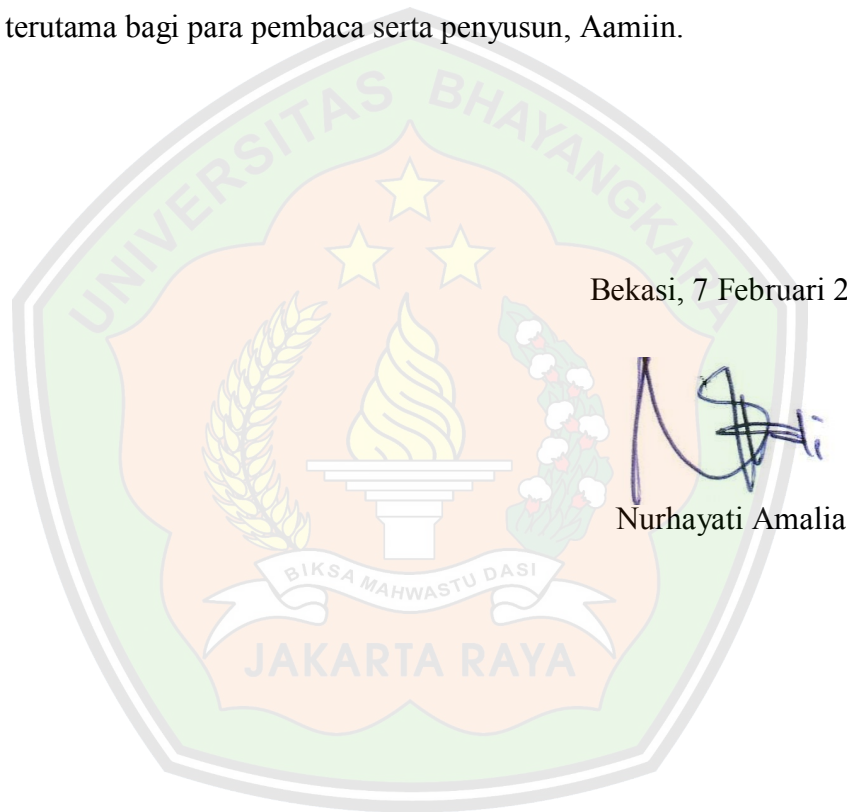 terutama bagi para pembaca serta penyusun, Aamiin.
UNIVERSITAS BHAYANGKARA
Bekasi, 7 Februari 2
Nurhayati Amalia
BIKSA MAHWASTU DASI
JAKARTA RAYA